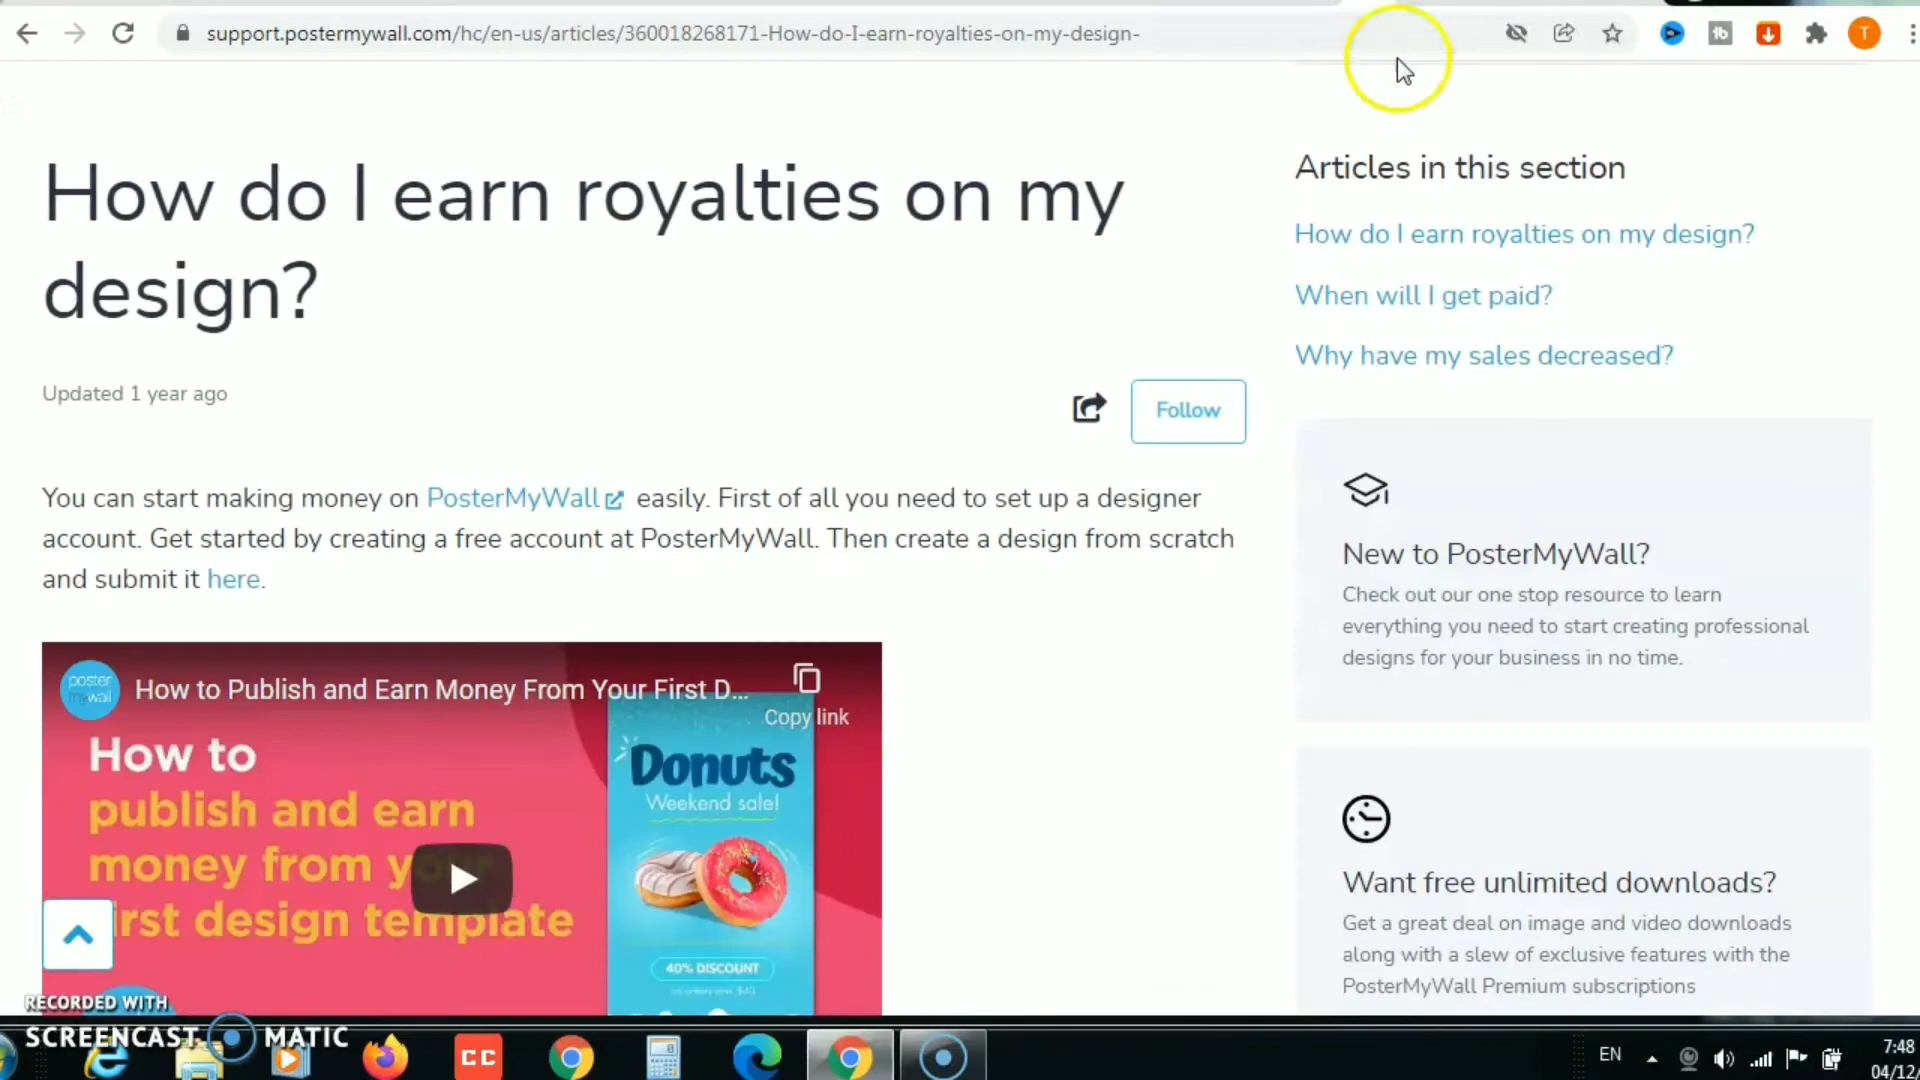 support.postermywall.com/hc/en-us/articles/360018268171-How-do-I-earn-royalties-on-my-design-
T
How do I earn royalties on my
design?
Updated 1 year ago
Follow
You can start making money on PosterMyWall easily. First of all you need to set up a designer
account. Get started by creating a free account at PosterMyWall. Then create a design from scratch
and submit it here.
poster
my wall
How to Publish and Earn Money From Your First D...
Copy link
How to
publish and earn
money from
first design template
Donuts
Weekend sale!
40% DISCOUNT
Articles in this section
How do I earn royalties on my design?
When will I get paid?
Why have my sales decreased?
New to PosterMyWall?
Check out our one stop resource to learn
everything you need to start creating professional
designs for your business in no time.
Want free unlimited downloads?
Get a great deal on image and video downloads
along with a slew of exclusive features with the
PosterMyWall Premium subscriptions
RECORDED WITH
SCREENCAST MATIC
CC
EN
7:48
04/12/